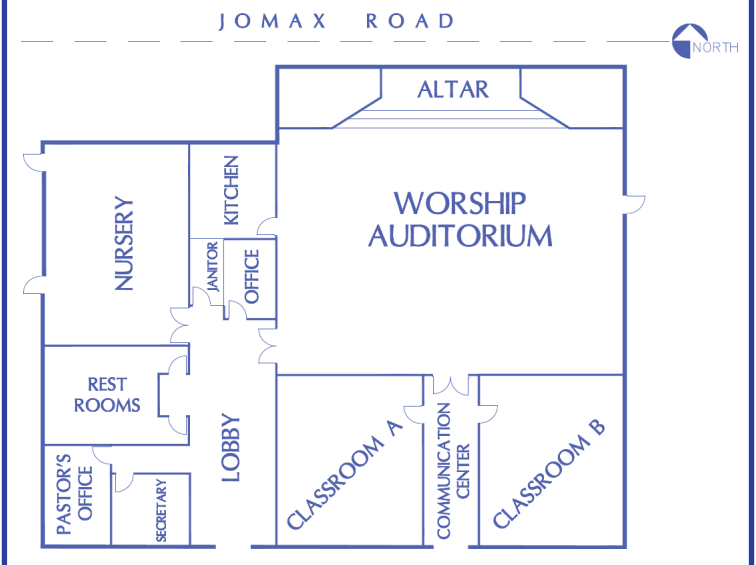 JOMAX ROAD
NORTH
ALTAR
KITCHEN
WORSHIP
AUDITORIUM
NURSERY
JANITOR
OFFICE
REST
ROOMS
LOBBY
CLASSROOM A
COMMUNICATION
CENTER
CLASSROOM B
PASTOR'S
OFFICE
SECRETARY